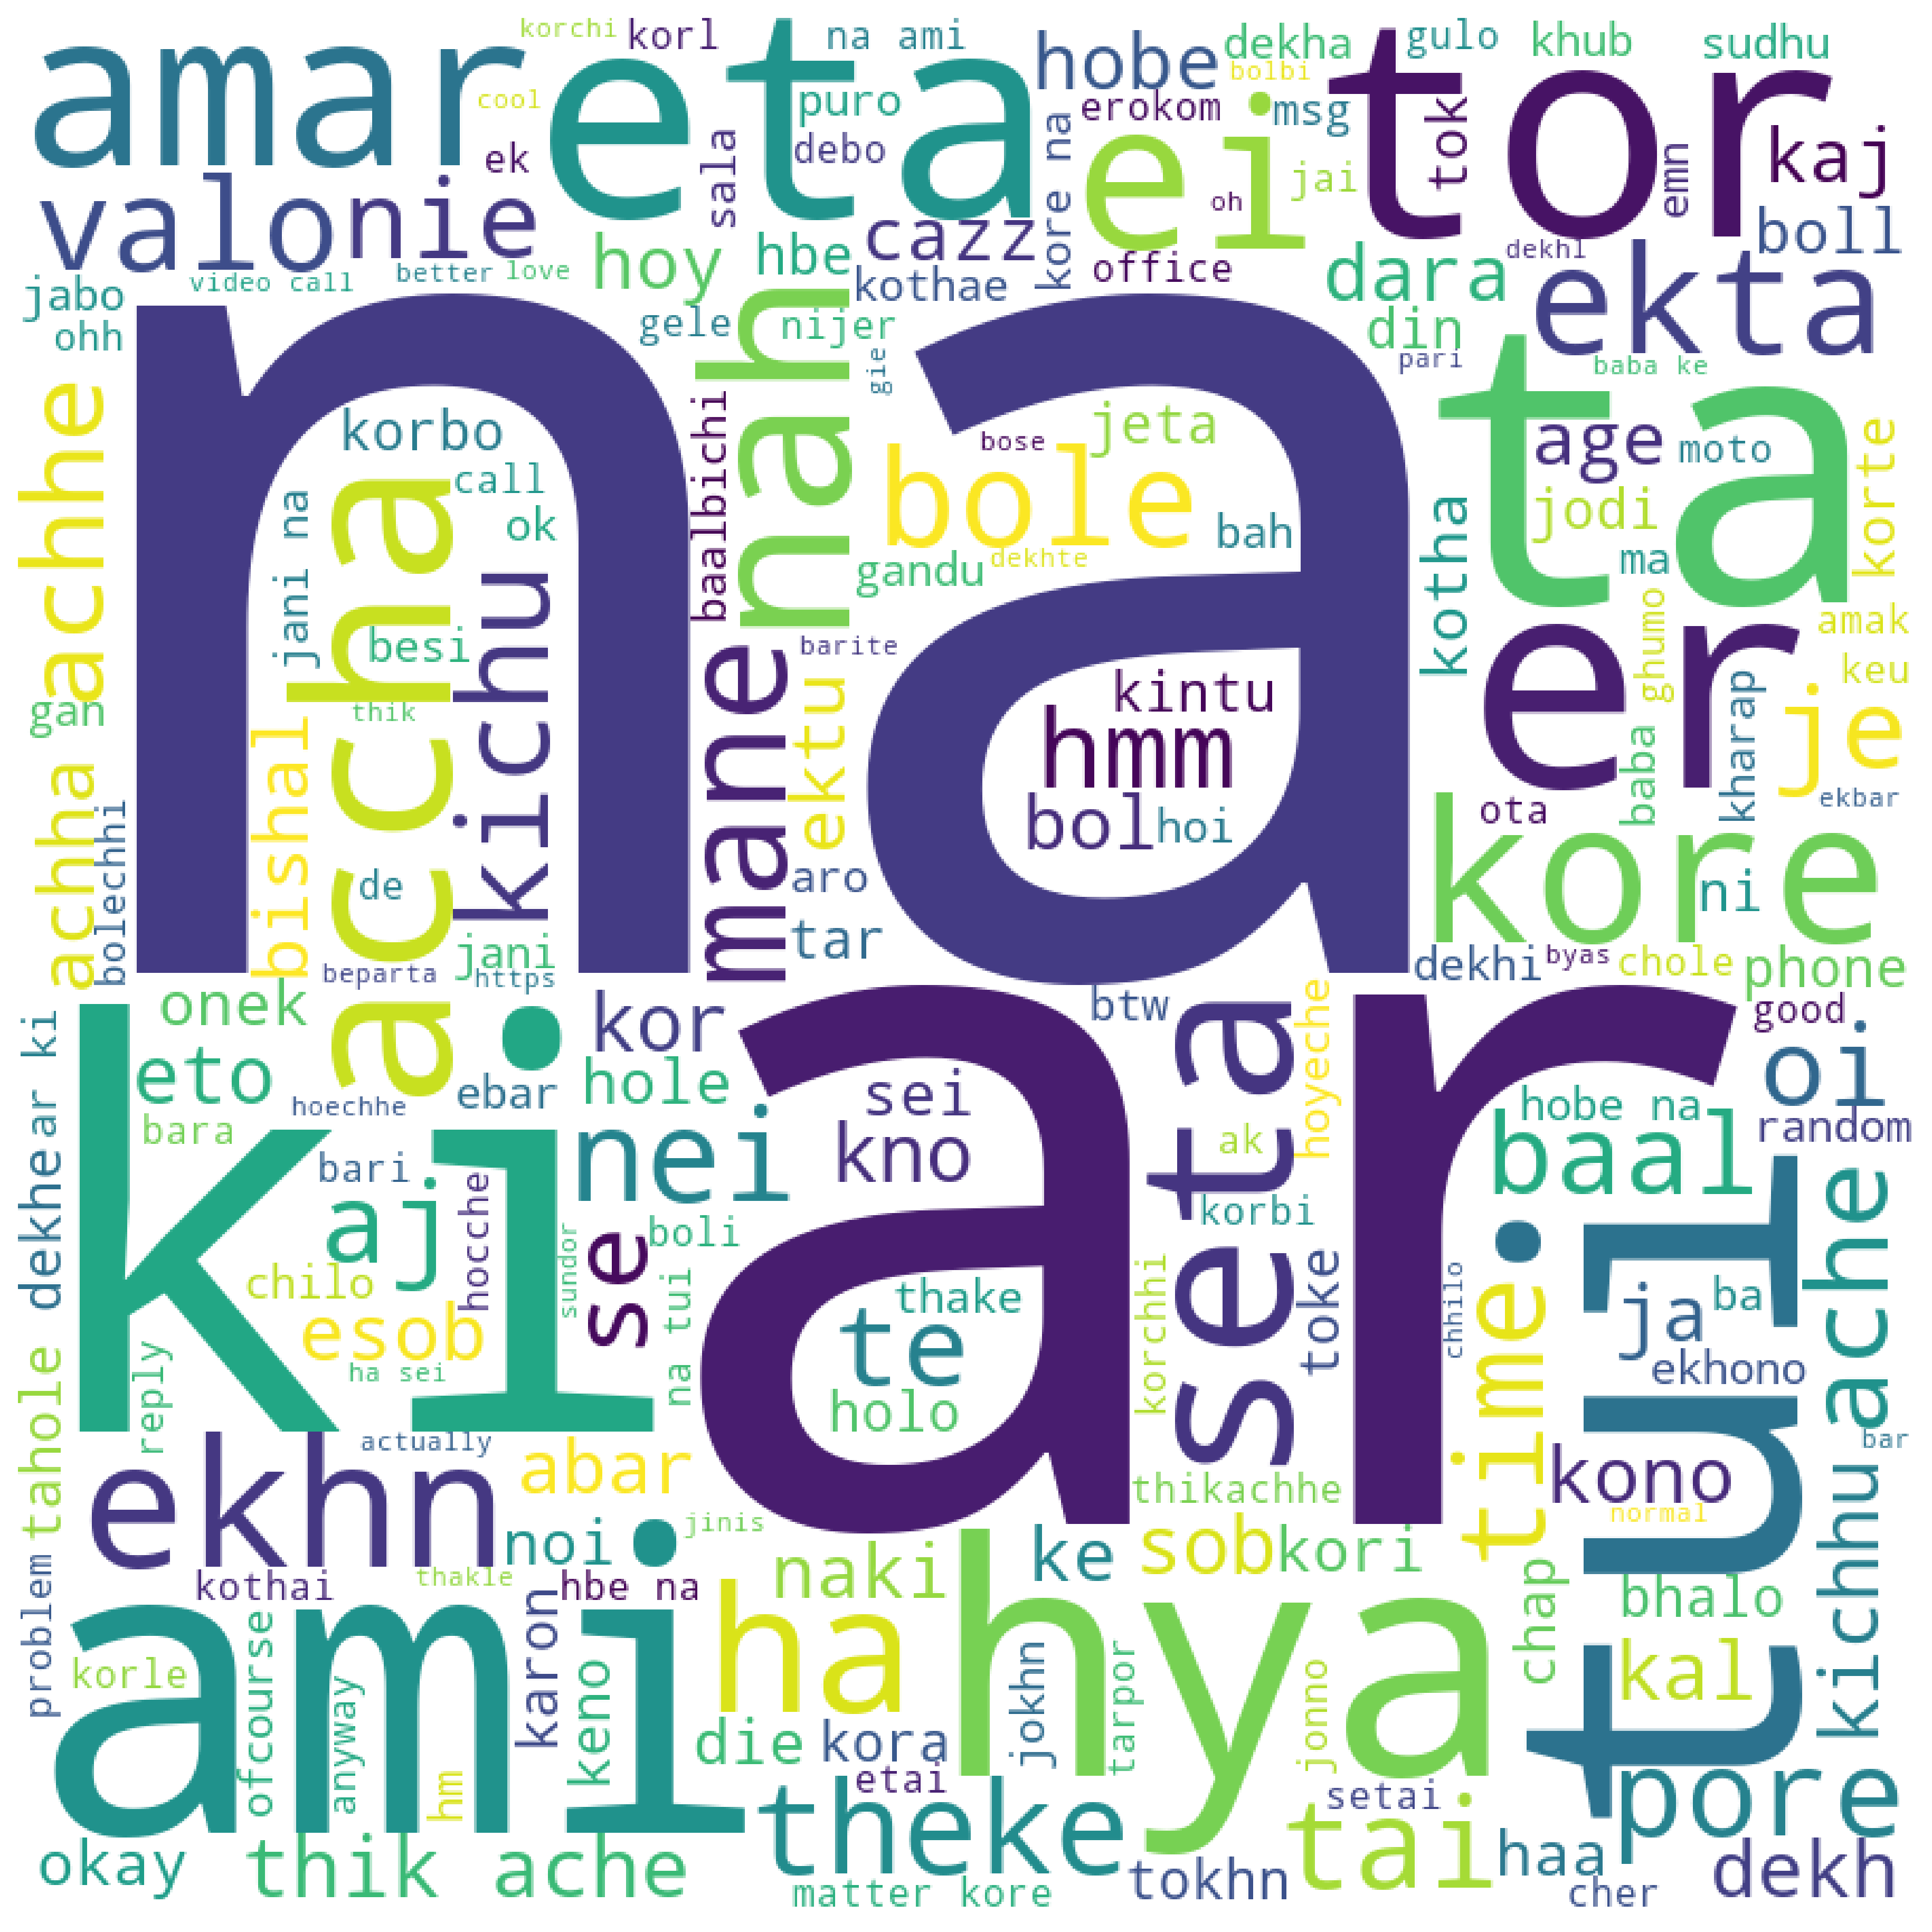 korchi
korl
na ami
hobe
dekha
gulo
khub
sudhu
amar
eta
tor
cool
puro
bolbi
erokom
ei
msg
tok
kaj
ek
sala
debo
kore na
jai
emn
valo
nie
oh
boll
cazz
hoy
hbe
office
dekhl
dara
ekta
jabo
video call
better
love
kothae
ohh
gele
nijer
din
pari
baba ke
gie
na
nah
ta
achhe
korbo
baalbichi
bose
jeta
age
moto
korte
call
bole
jodi
accha
jani na
ok
kichu
bah
kotha
ma
gandu
dekhte
besi
mane
barite
er
ghumo
amak
keu
gan
bishal
thik
ektu
kintu
hmm
baba
kharap
je
achha
bolechhi
bol
hoi
ota
ekbar
de
aro
kore
ni
tar
jani
beparta
https
dekhi
byas
chole
phone
ki
onek
kor
ar
btw
seta
hoyeche
good
eto
ebar
hole
oi
ar ki
hoechhe
sei
hobe na
bara
nei
kno
ak
baal
random
bari
aj
hocche
se
boli
korbi
tui
ache
dekhe
chilo
sundor
na tui
thake
korchhi
toke
chhilo
time
ja
ba
esob
te
ekhono
ha sei
holo
tahole
reply
ekhn
actually
abar
thikachhe
kono
bar
noi
jinis
ke
sob
kori
normal
kichhu
problem
kothai
thakle
hbe na
naki
hya
chap
bhalo
ami
ha
korle
ofcourse
karon
keno
jokhn
tarpor
jonno
kal
anyway
hm
die
kora
etai
setai
pore
okay
thik ache
theke
tai
haa
dekh
matter kore
tokhn
cher